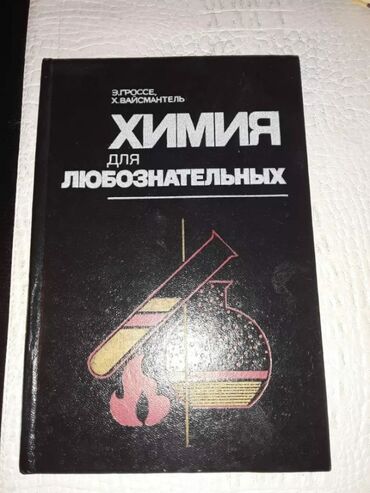 Э.ГРОССЕ,
Х.ВАЙСМАНТЕЛЬ
ХИМИЯ
ДЛЯ
ЛЮБОЗНАТЕЛЬНЫХ